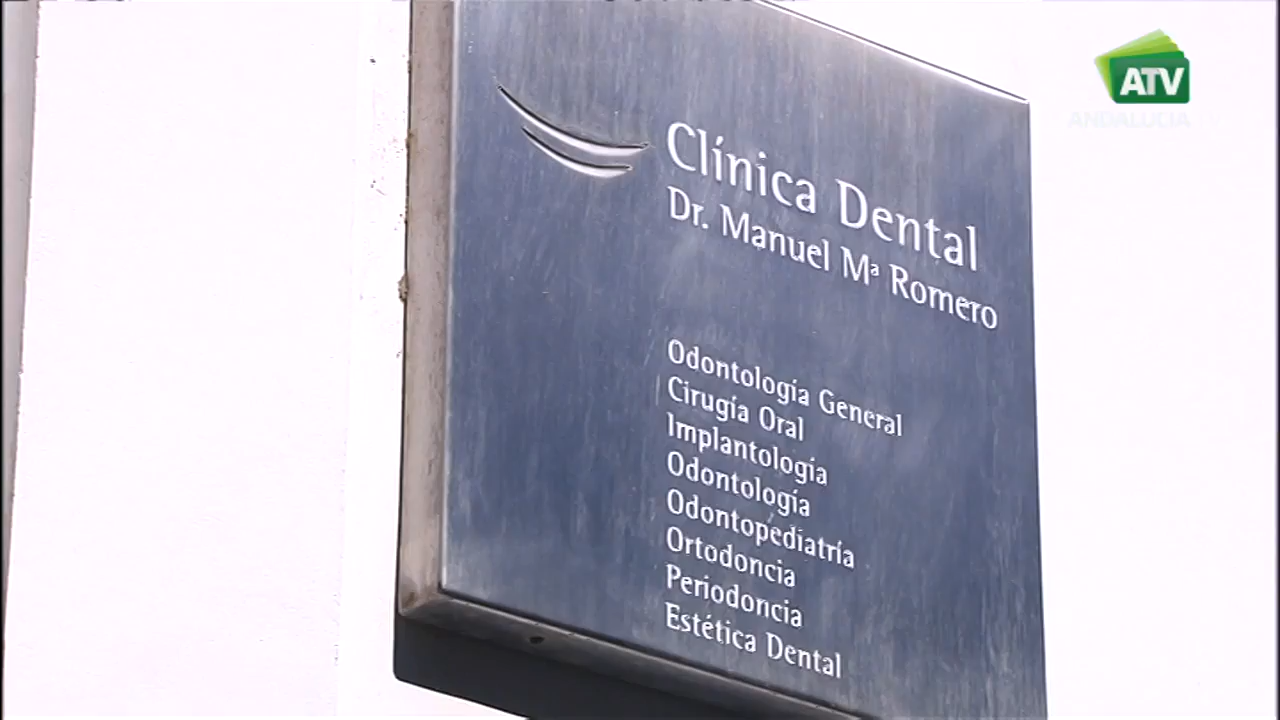 ATV
ANDALUCÍA
Clínica Dental
Dr. Manuel Mª Romero
Odontología General
Cirugía Oral
Implantología
Odontología
Odontopediatría
Ortodoncia
Periodoncia
Estética Dental